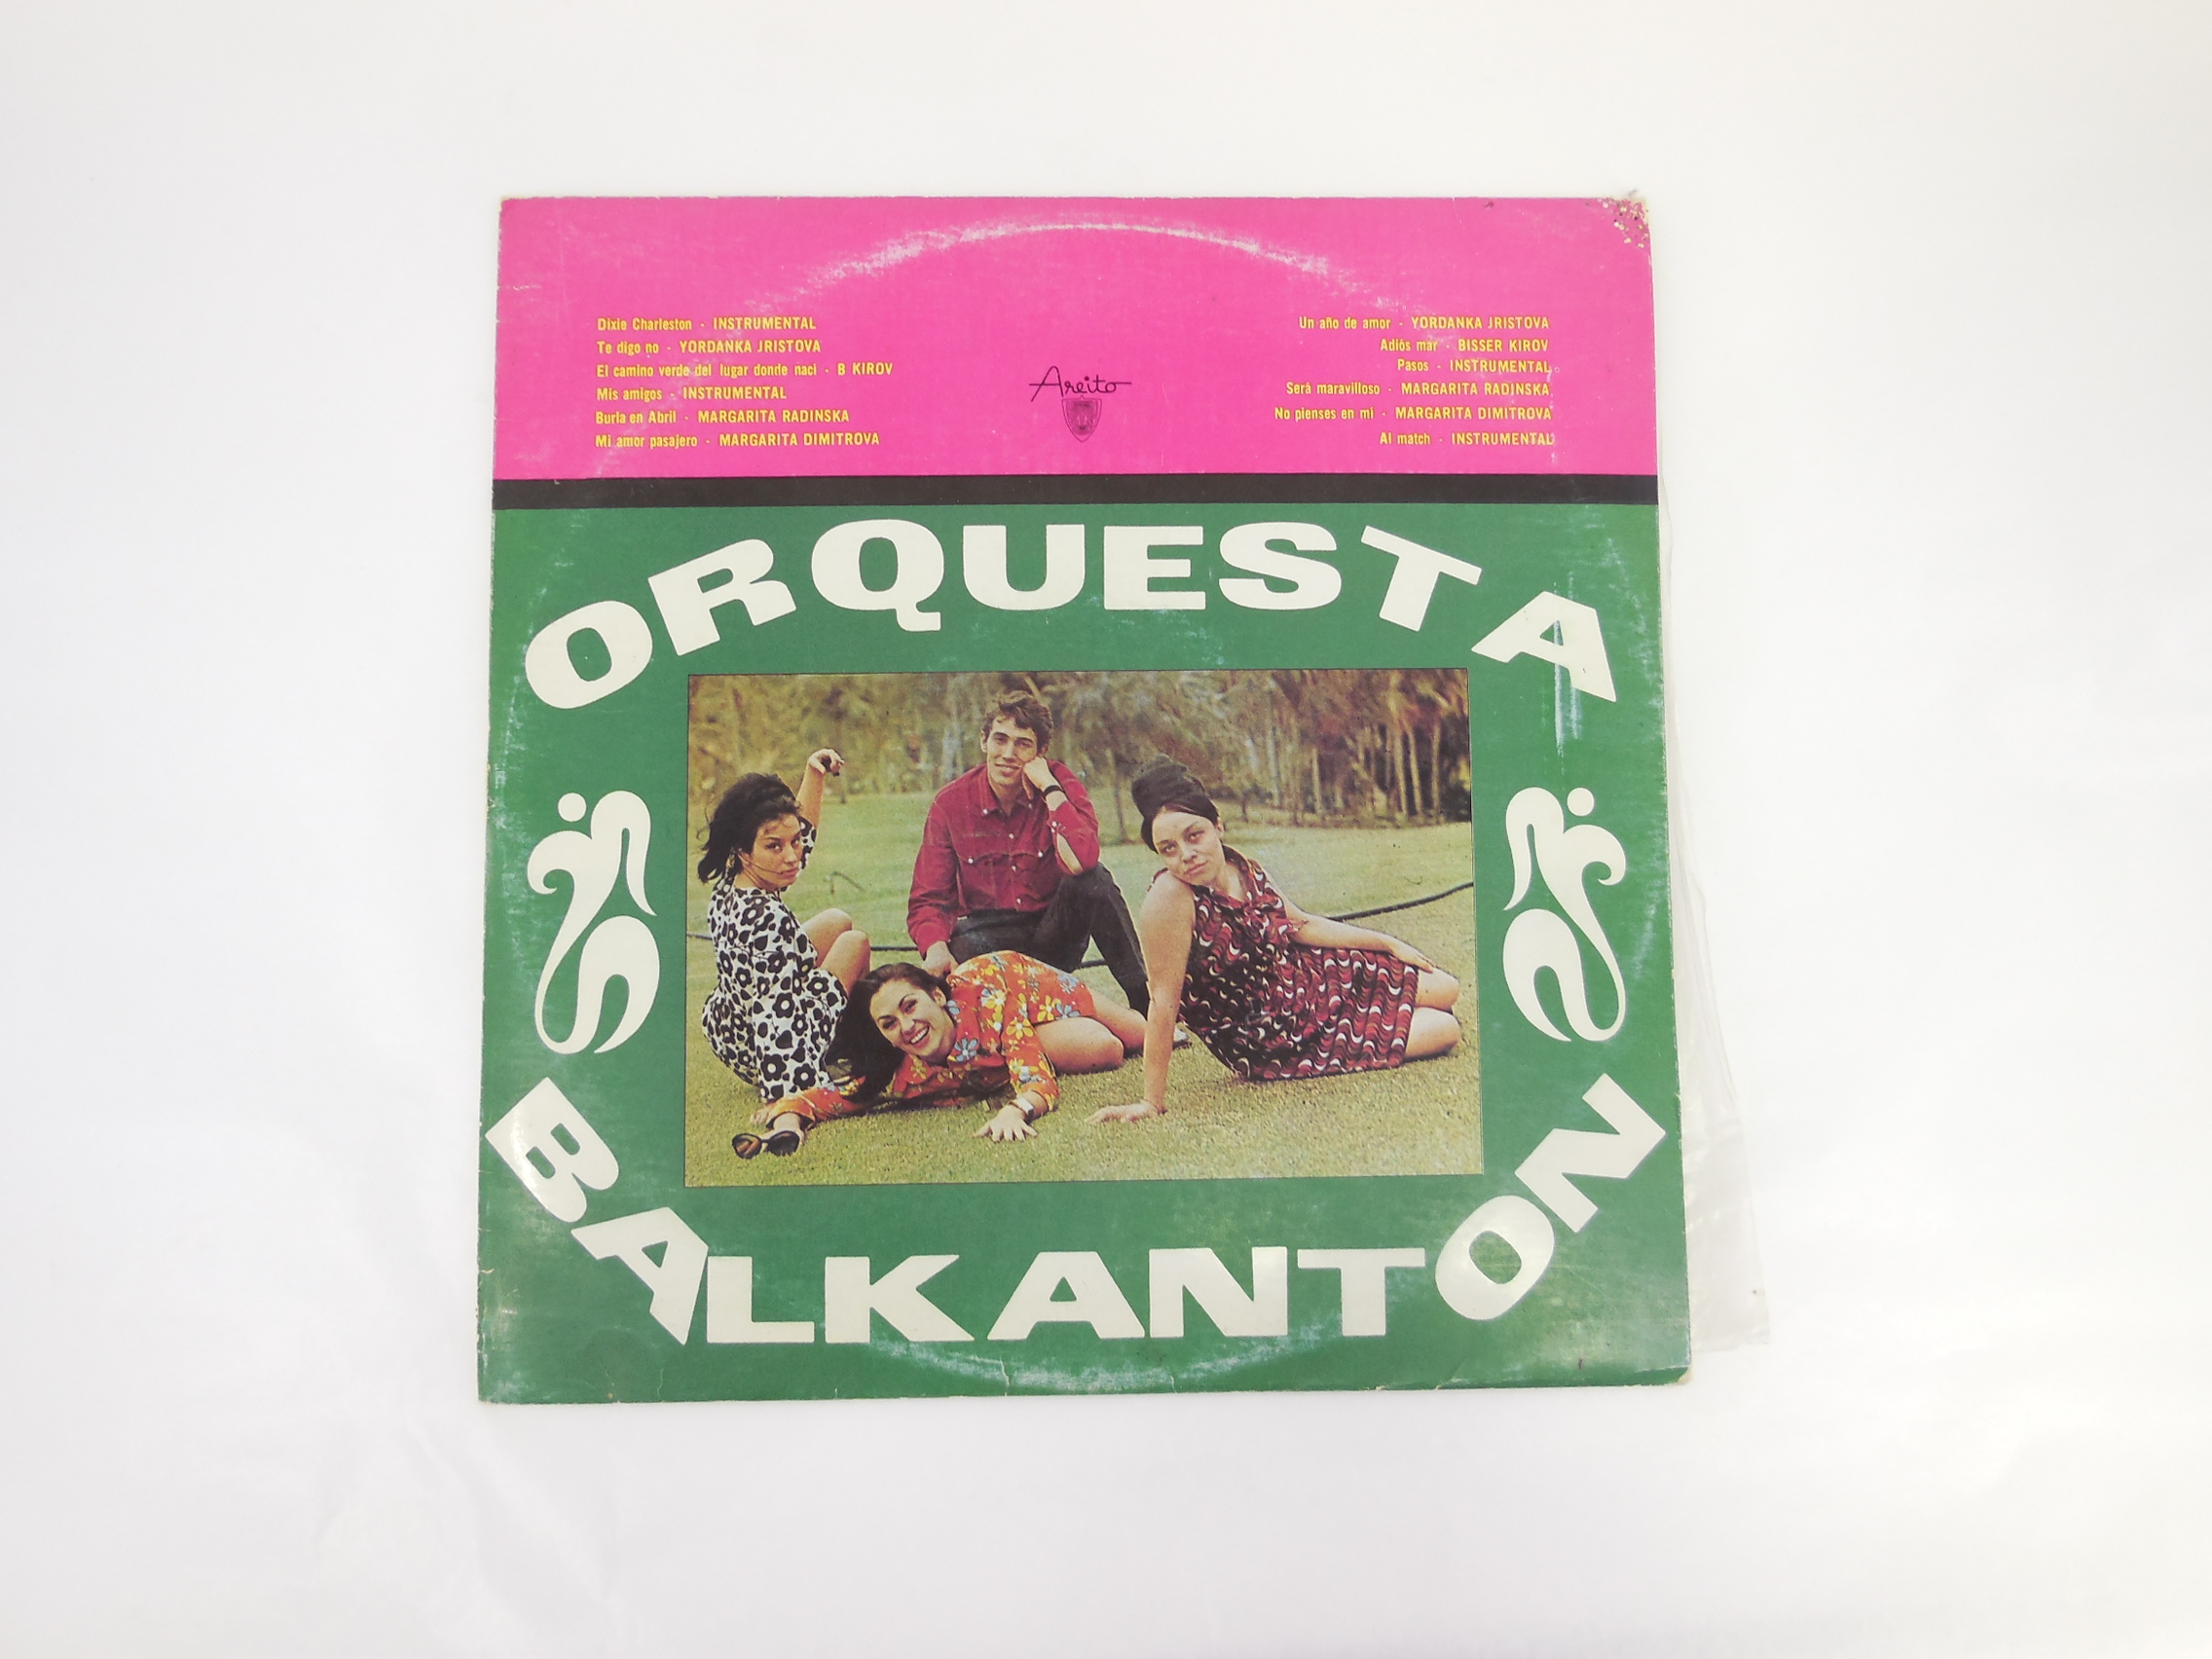 Dixie Charleston - INSTRUMENTAL
Te digo no - YORDANKA JRISTOVA
El camino verde del lugar donde naci - B KIROV
Mis amigos - INSTRUMENTAL
Burla en Abril - MARGARITA RADINSKA
Mi amor pasajero - MARGARITA DIMITROVA
Areito
Un año de amor - YORDANKA JRISTOVA
Adiós mar - BISSER KIROV
Pasos - INSTRUMENTAL
Será maravilloso - MARGARITA RADINSKA
No pienses en mi - MARGARITA DIMITROVA
Al match - INSTRUMENTAL
ORQUESTA
BALKANTON